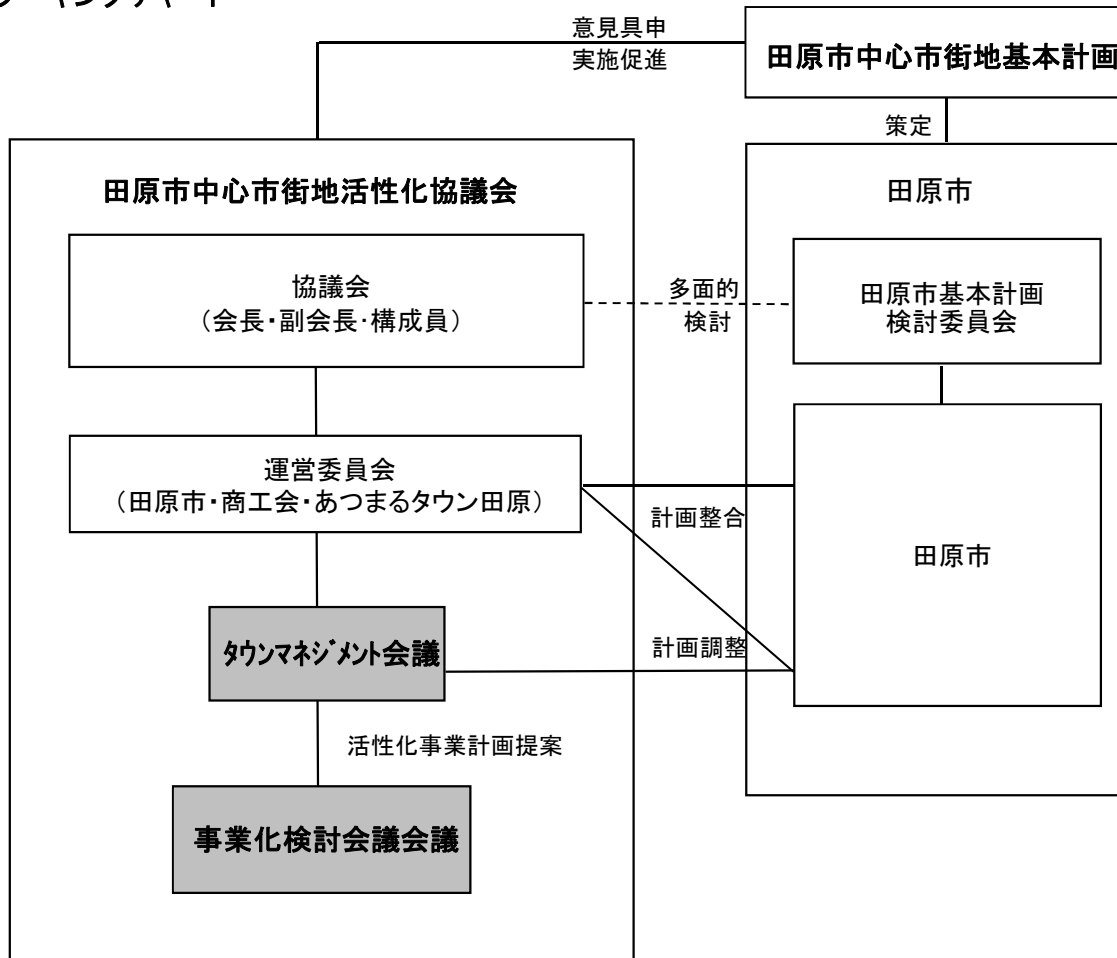 意見具申
実施促進
田原市中心市街地基本計画
策定
田原市中心市街地活性化協議会
田原市
協議会
（会長・副会長・構成員）
多面的
検討
田原市基本計画
検討委員会
運営委員会
（田原市・商工会・あつまるタウン田原）
計画整合
田原市
タウンマネジメント会議
計画調整
活性化事業計画提案
事業化検討会議会議